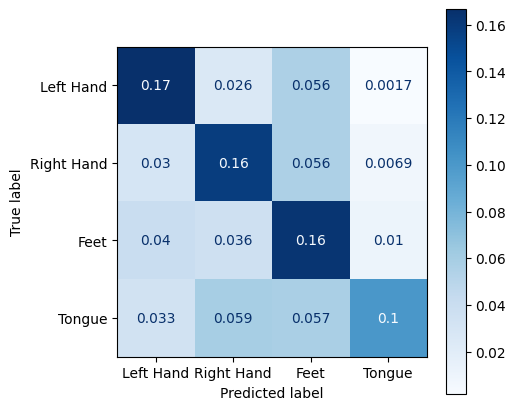 0.16
Left Hand 0.17 0.026 0.056 0.0017
0.14
Right Hand 0.03 0.16 0.056 0.0069
0.12
0.10
0.08
Feet 0.04 0.036 0.16 0.01
0.06
Tongue 0.033 0.059 0.057 0.1
0.04
0.02
Left Hand Right Hand Feet Tongue
Predicted label
True label